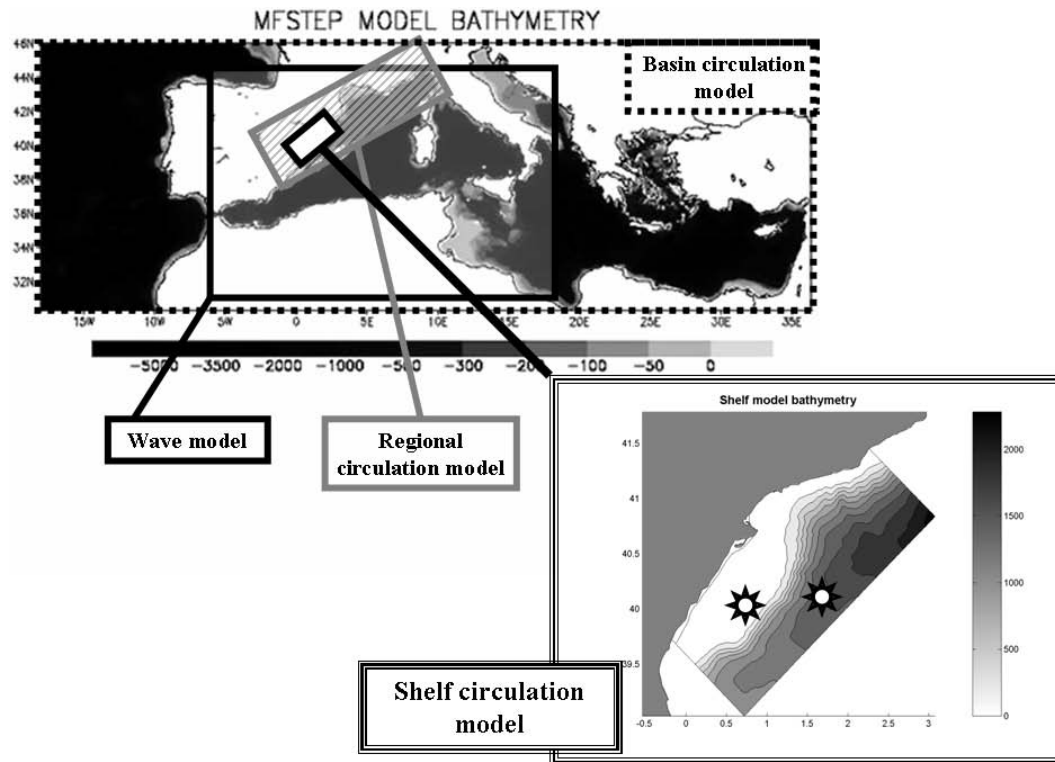 MFSTEP MODEL BATHYMETRY
46N
44N
42N
40N
38N
36N
34N
32N
15W 10W 5W 0 5E 10E 15E 20E 25E 30E 35E
Basin circulation
model
-5000 -3500 -2000 -1000 -500 -300 -200 -100 -50 0
Wave model
Regional
circulation model
Shelf model bathymetry
41.5
41
40.5
40
39.5
-0.5 0 0.5 1 1.5 2 2.5 3
2000
1500
1000
500
0
Shelf circulation
model